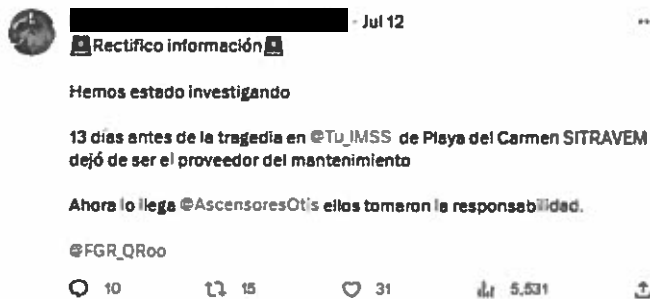 - Jul 12
🚨Rectifico información🚨
Hemos estado investigando
13 días antes de la tragedia en @Tu_IMSS de Playa del Carmen SITRAVEM
dejó de ser el proveedor del mantenimiento
Ahora lo llega @AscensoresOtis ellos tomaron la responsabilidad.
@FGR_QRoo
10 15 31 5,531